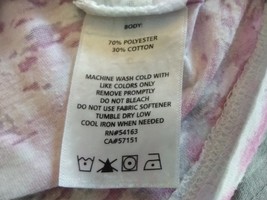 BODY:
70% POLYESTER
30% COTTON
MACHINE WASH COLD WITH
LIKE COLORS ONLY
REMOVE PROMPTLY
DO NOT BLEACH
DO NOT USE FABRIC SOFTENER
TUMBLE DRY LOW
COOL IRON WHEN NEEDED
RN#54163
CA#57151